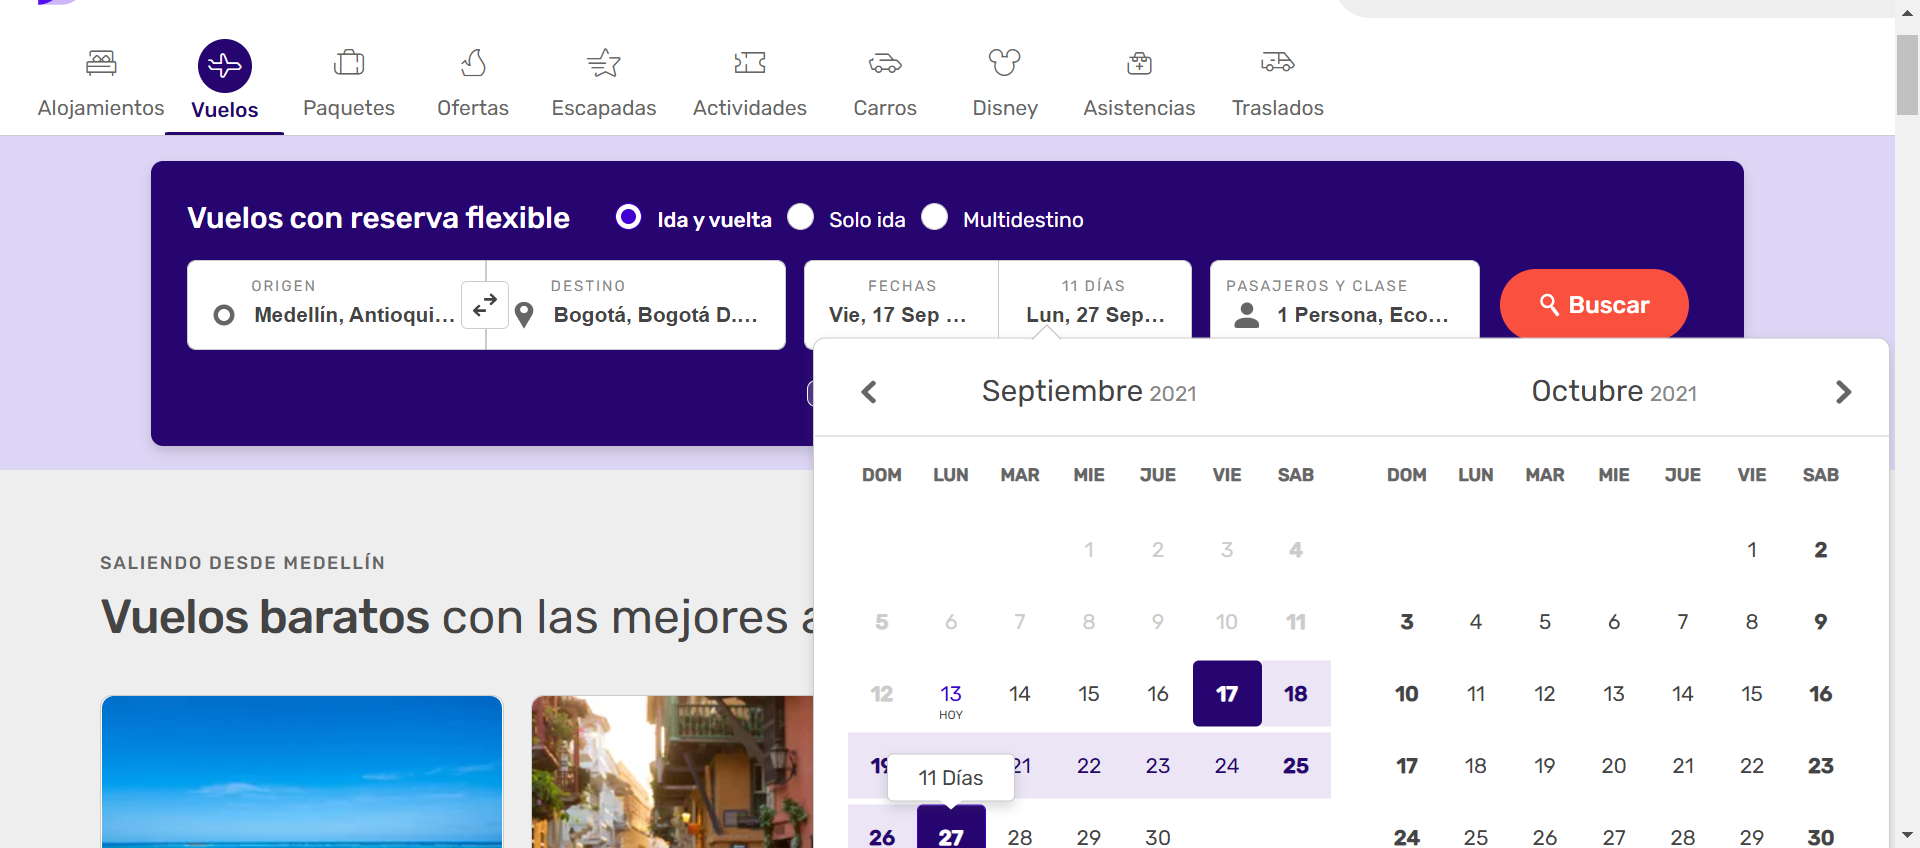 Alojamientos
Vuelos
Paquetes
Ofertas
Escapadas
Actividades
Carros
Disney
Asistencias
Traslados
Vuelos con reserva flexible
Ida y vuelta
Solo ida
Multidestino
ORIGEN
Medellín, Antioqui...
DESTINO
Bogotá, Bogotá D....
FECHAS
Vie, 17 Sep ...
11 DÍAS
Lun, 27 Sep...
PASAJEROS Y CLASE
1 Persona, Eco...
Buscar
SALIENDO DESDE MEDELLÍN
Vuelos baratos con las mejores
Septiembre 2021
DOM LUN MAR MIE JUE VIE SAB
1 2 3 4
5 6 7 8 9 10 11
12 13 14 15 16 17 18
HOY
19 21 22 23 24 25
11 Días
26 27 28 29 30
Octubre 2021
DOM LUN MAR MIE JUE VIE SAB
1 2
3 4 5 6 7 8 9
10 11 12 13 14 15 16
17 18 19 20 21 22 23
24 25 26 27 28 29 30